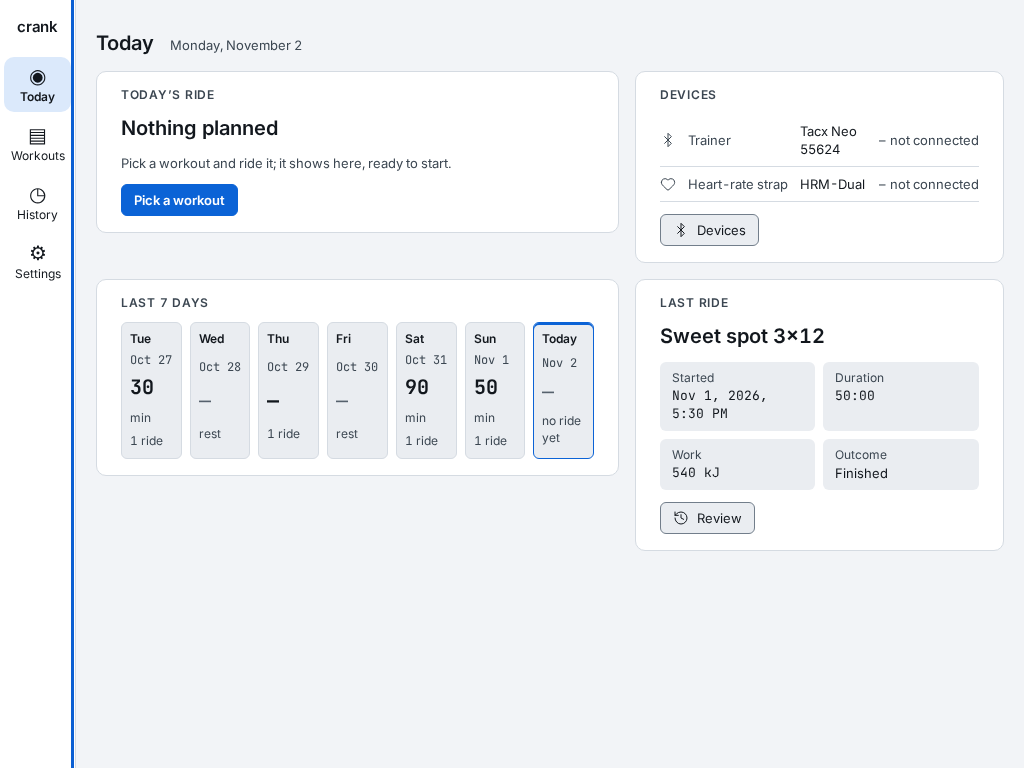 crank
Today
Workouts
History
Settings
Today
Monday, November 2
TODAY'S RIDE
Nothing planned
Pick a workout and ride it; it shows here, ready to start.
Pick a workout
DEVICES
Trainer
Tacx Neo
55624
– not connected
Heart-rate strap
HRM-Dual
– not connected
Devices
LAST 7 DAYS
Tue
Oct 27
30
min
1 ride
Wed
Oct 28
—
rest
Thu
Oct 29
—
1 ride
Fri
Oct 30
—
rest
Sat
Oct 31
90
min
1 ride
Sun
Nov 1
50
min
1 ride
Today
Nov 2
—
no ride
yet
LAST RIDE
Sweet spot 3×12
Started
Nov 1, 2026,
5:30 PM
Duration
50:00
Work
540 kJ
Outcome
Finished
Review